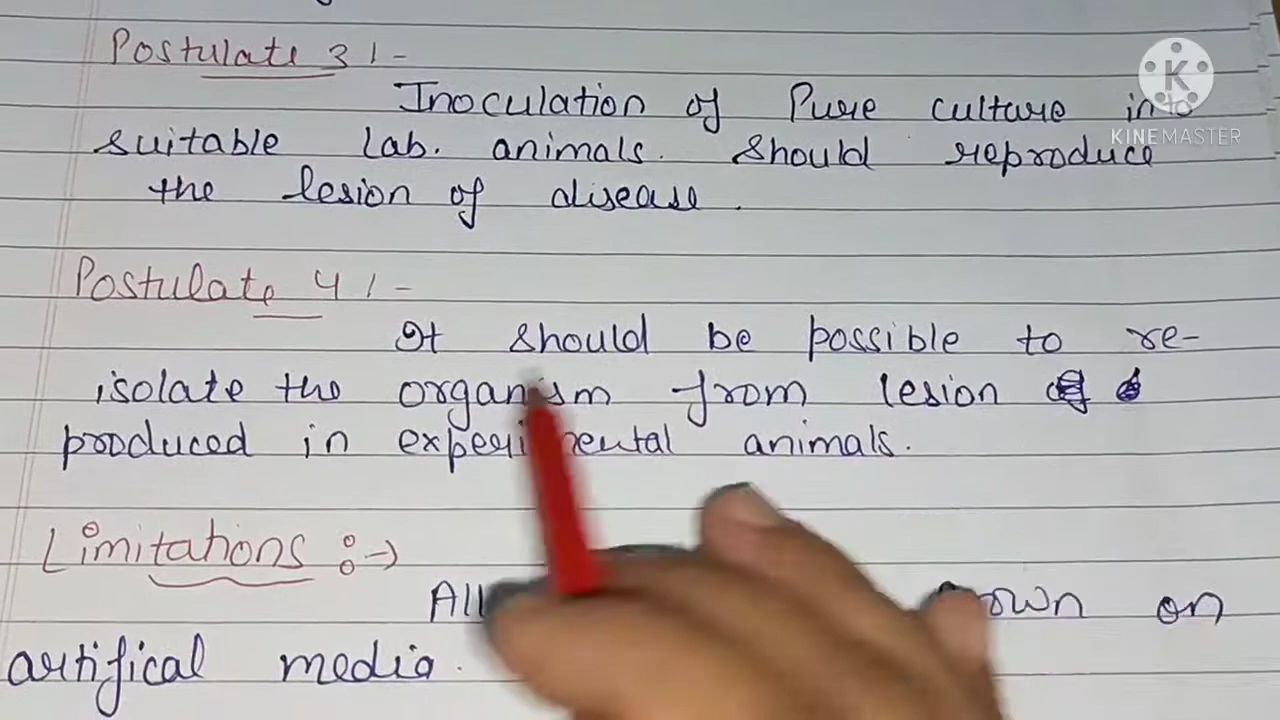 Postulate 3 :-
Inoculation of Pure culture into
suitable lab. animals. Should reproduce
the lesion of disease.
Postulate 4 :-
It should be possible to re-
isolate the organism from lesion
produced in experimental animals.
Limitations :→
All on
artifical media.
K
KINEMASTER